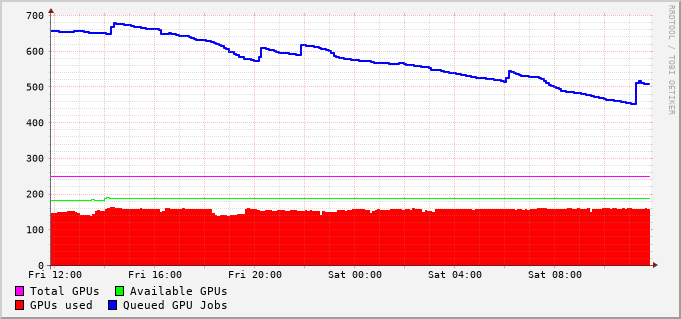 700
600
500
400
300
200
100
0
Fri 12:00 Fri 16:00 Fri 20:00 Sat 00:00 Sat 04:00 Sat 08:00
Total GPUs Available GPUs
GPUs used Queued GPU Jobs
RRDTOOL / TOBI OETIKER